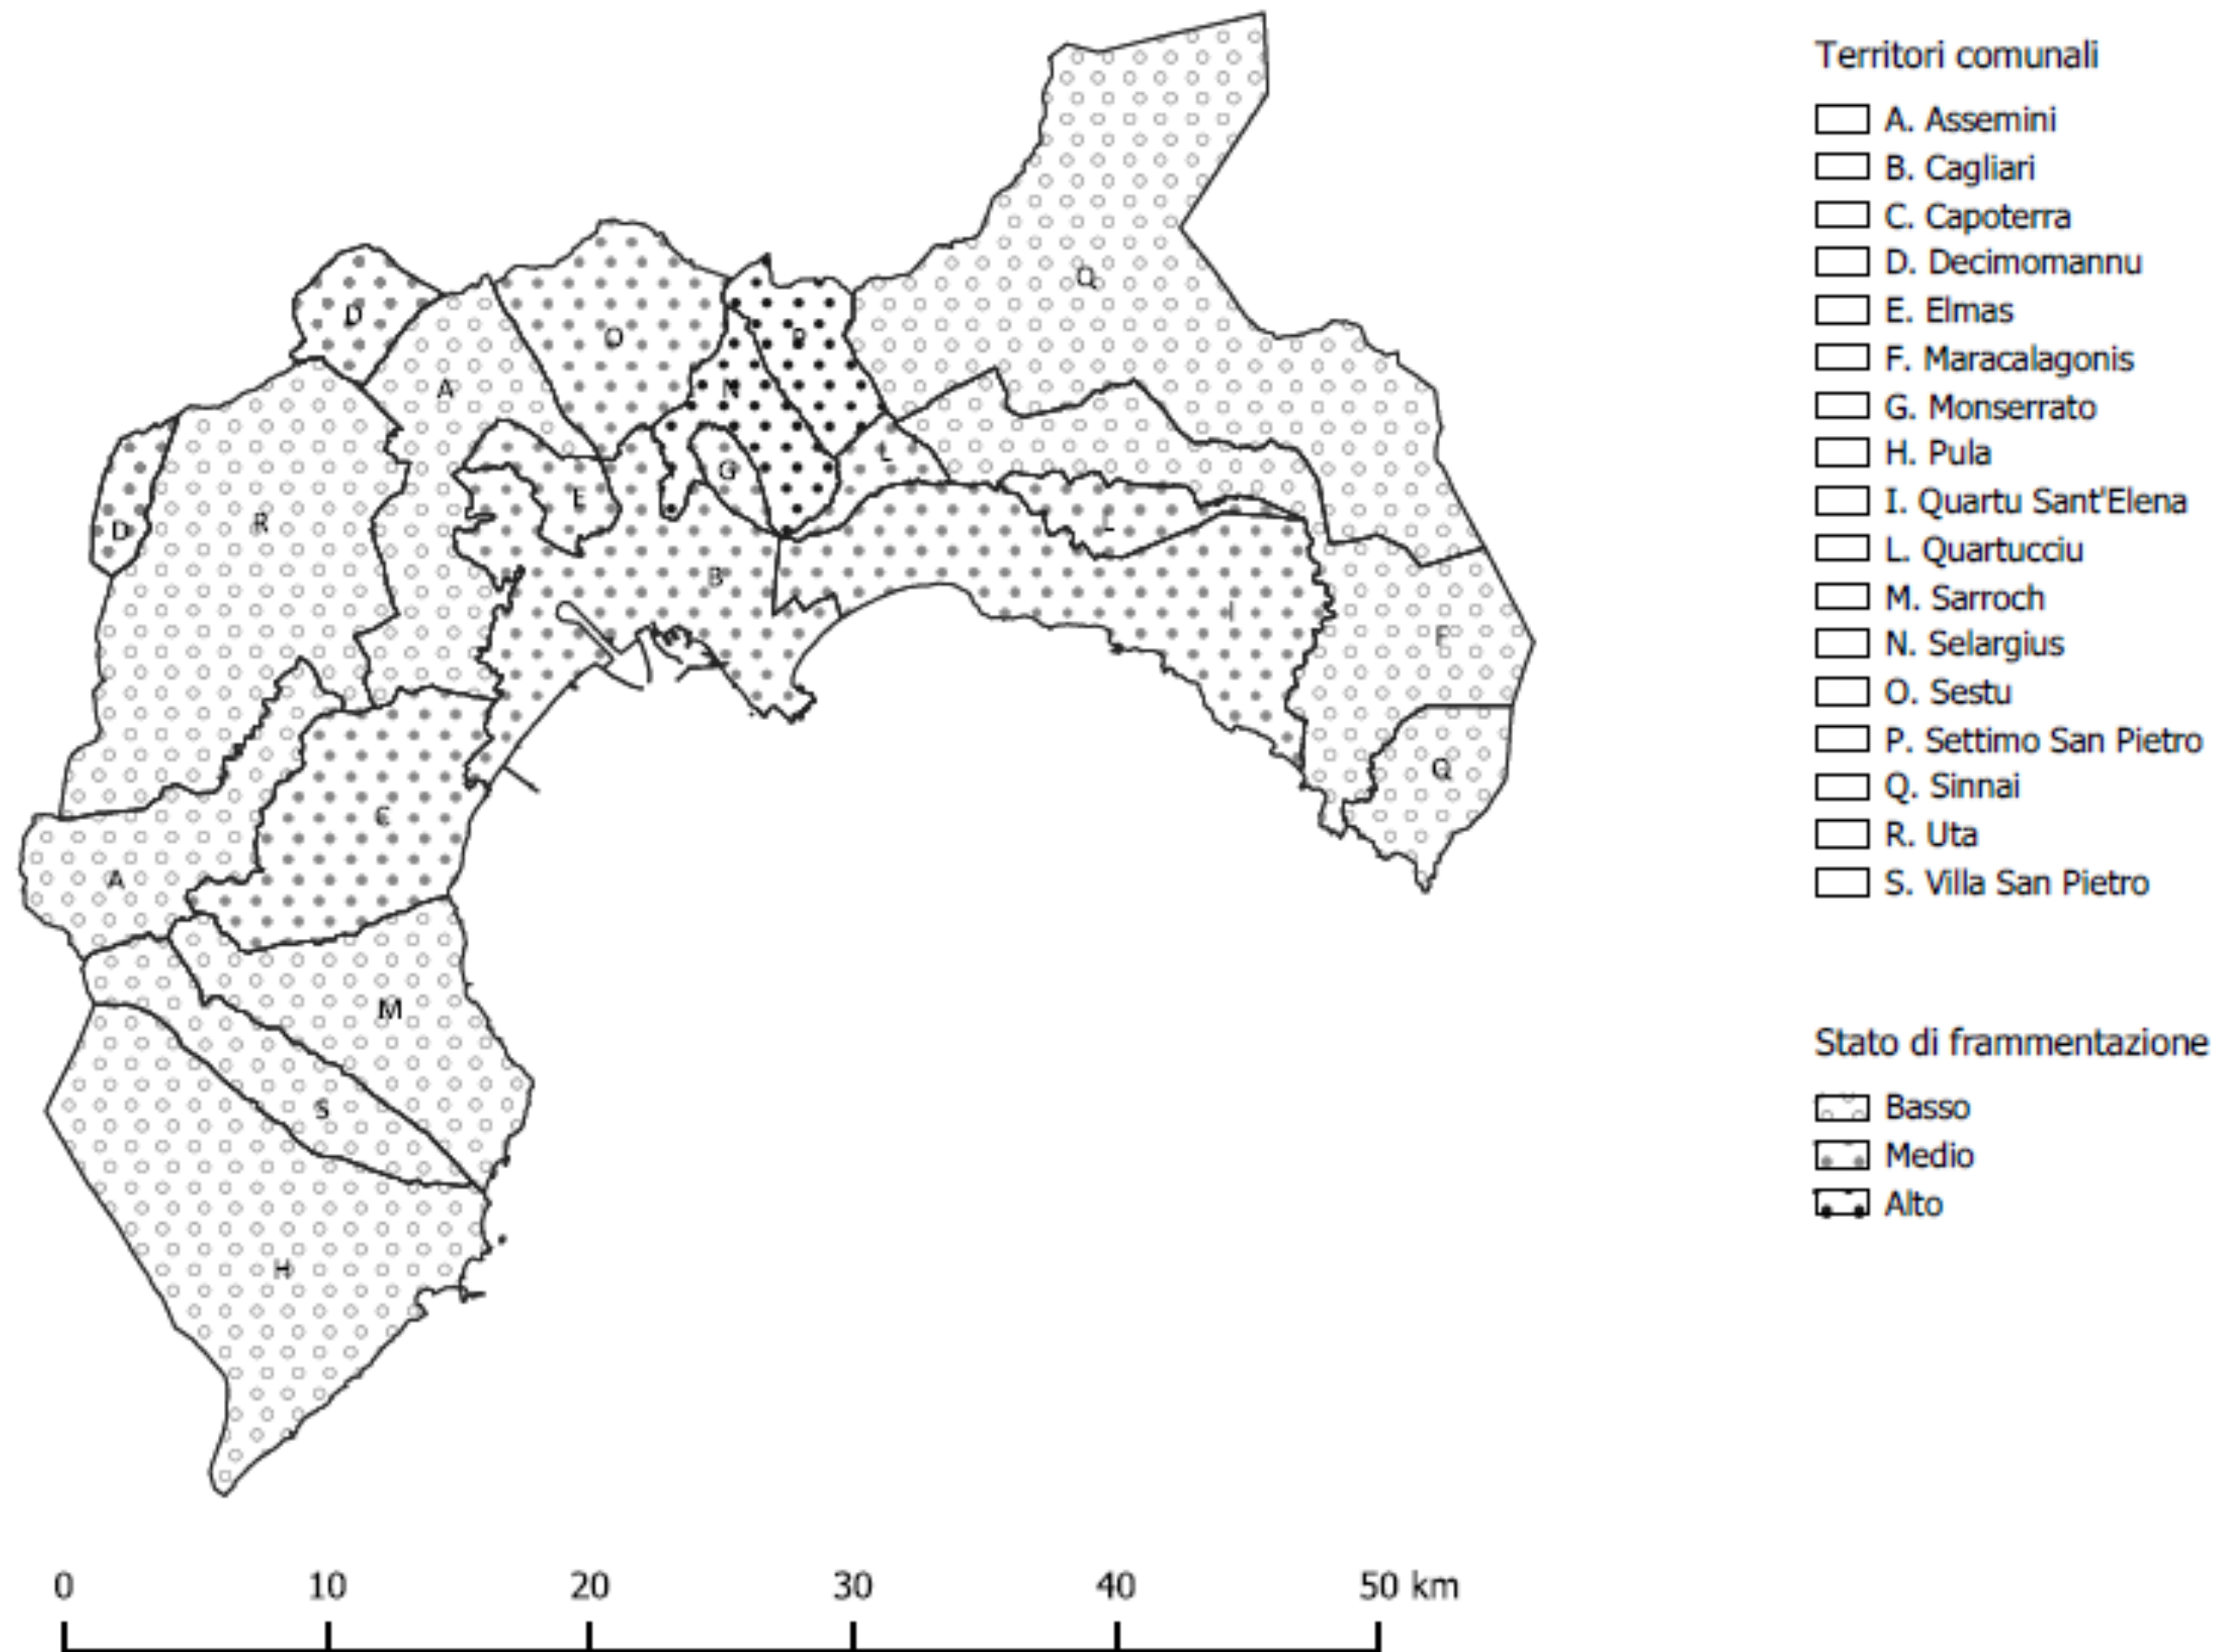 Territori comunali
A. Assemini
B. Cagliari
C. Capoterra
D. Decimomannu
E. Elmas
F. Maracalagonis
G. Monserrato
H. Pula
I. Quartu Sant'Elena
L. Quartucciu
M. Sarroch
N. Selargius
O. Sestu
P. Settimo San Pietro
Q. Sinnai
R. Uta
S. Villa San Pietro
Stato di frammentazione
Basso
Medio
Alto
Q
D
O
P
A
N
L
G
E
D
R
L
B
I
F
Q
C
A
M
S
H
0 10 20 30 40 50 km